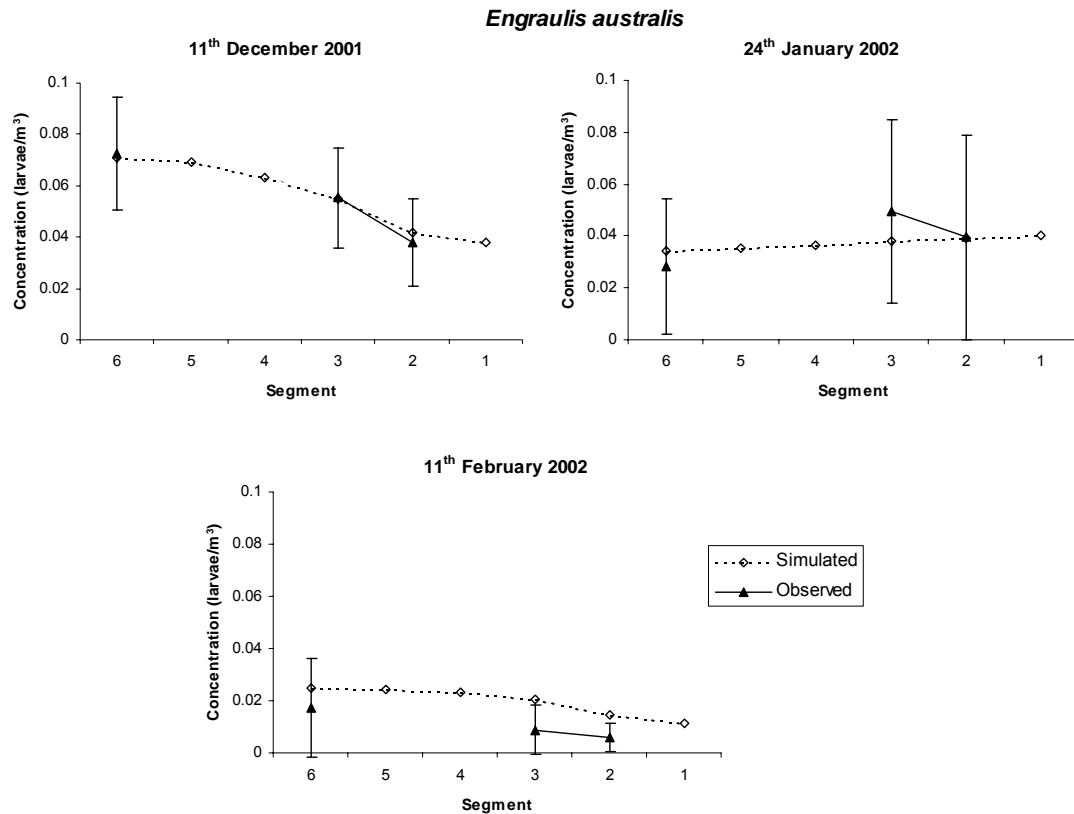 Engraulis australis
11th December 2001
Concentration (larvae/m3)
0.1
0.08
0.06
0.04
0.02
0
6 5 4 3 2 1
Segment
24th January 2002
Concentration (larvae/m3)
0.1
0.08
0.06
0.04
0.02
0
6 5 4 3 2 1
Segment
11th February 2002
Concentration (larvae/m3)
0.1
0.08
0.06
0.04
0.02
0
6 5 4 3 2 1
Segment
Simulated
Observed